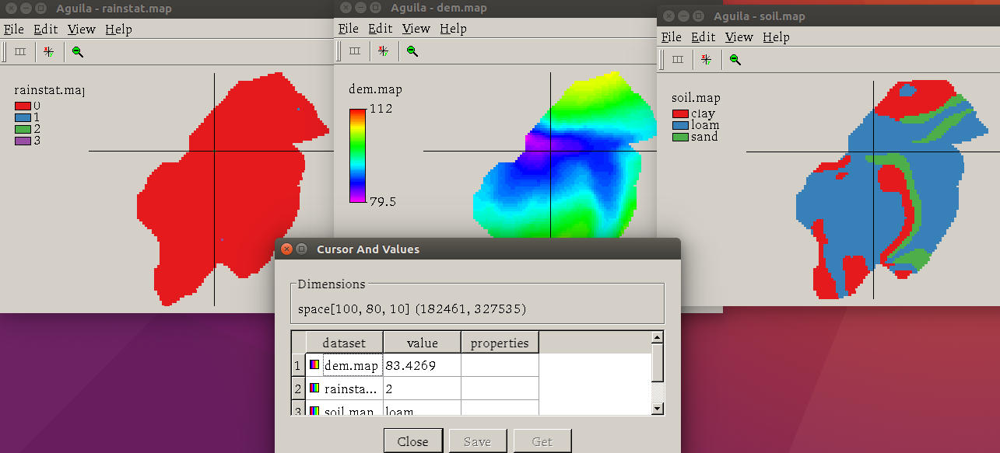 Aguila - rainstat.map
File Edit View Help
rainstat.map
0
1
2
3
Aguila - dem.map
File Edit View Help
dem.map
112
79.5
Aguila - soil.map
File Edit View Help
soil.map
clay
loam
sand
Cursor And Values
Dimensions
space[100, 80, 10] (182461, 327535)
dataset value properties
1 dem.map 83.4269
2 rainsta... 2
3 soil.map loam
Close Save Get